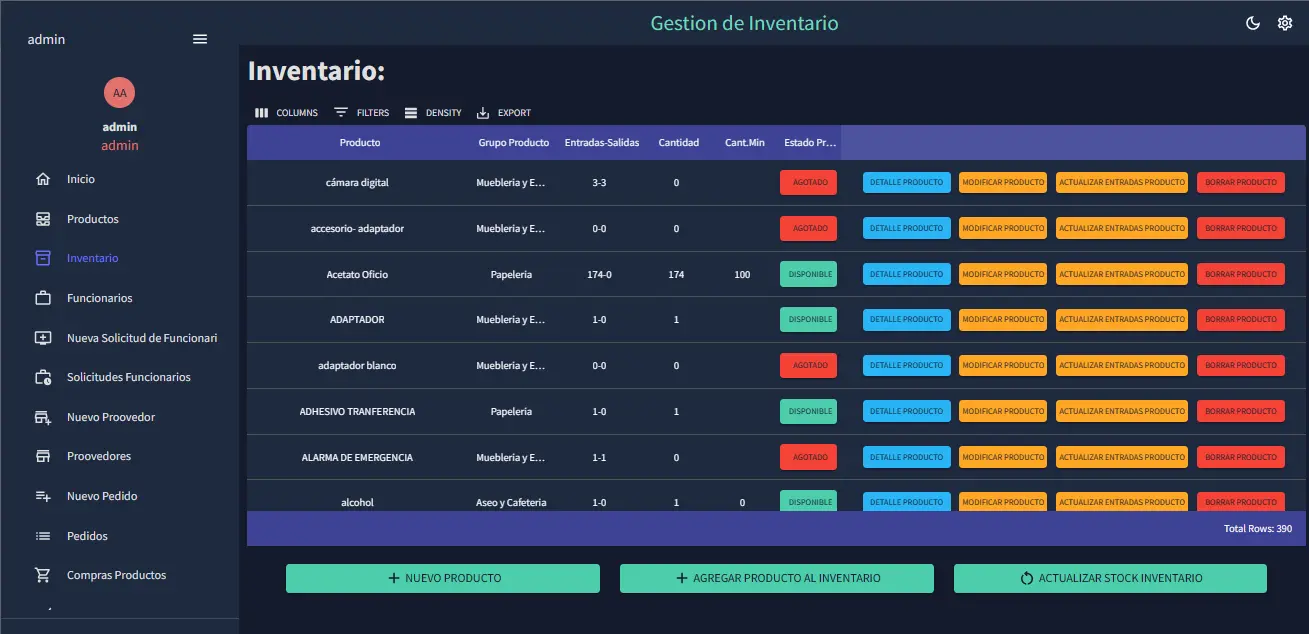 Gestion de Inventario
admin
AA
admin
admin
Inicio
Productos
Inventario
Funcionarios
Nueva Solicitud de Funcionari
Solicitudes Funcionarios
Nuevo Proovedor
Proovedores
Nuevo Pedido
Pedidos
Compras Productos
Inventario:
COLUMNS FILTERS DENSITY EXPORT
Producto Grupo Producto Entradas-Salidas Cantidad Cant.Min Estado Pr...
cámara digital Muebleria y E... 3-3 0 AGOTADO DETALLE PRODUCTO MODIFICAR PRODUCTO ACTUALIZAR ENTRADAS PRODUCTO BORRAR PRODUCTO
accesorio- adaptador Muebleria y E... 0-0 0 AGOTADO DETALLE PRODUCTO MODIFICAR PRODUCTO ACTUALIZAR ENTRADAS PRODUCTO BORRAR PRODUCTO
Acetato Oficio Papeleria 174-0 174 100 DISPONIBLE DETALLE PRODUCTO MODIFICAR PRODUCTO ACTUALIZAR ENTRADAS PRODUCTO BORRAR PRODUCTO
ADAPTADOR Muebleria y E... 1-0 1 DISPONIBLE DETALLE PRODUCTO MODIFICAR PRODUCTO ACTUALIZAR ENTRADAS PRODUCTO BORRAR PRODUCTO
adaptador blanco Muebleria y E... 0-0 0 AGOTADO DETALLE PRODUCTO MODIFICAR PRODUCTO ACTUALIZAR ENTRADAS PRODUCTO BORRAR PRODUCTO
ADHESIVO TRANFERENCIA Papeleria 1-0 1 DISPONIBLE DETALLE PRODUCTO MODIFICAR PRODUCTO ACTUALIZAR ENTRADAS PRODUCTO BORRAR PRODUCTO
ALARMA DE EMERGENCIA Muebleria y E... 1-1 0 AGOTADO DETALLE PRODUCTO MODIFICAR PRODUCTO ACTUALIZAR ENTRADAS PRODUCTO BORRAR PRODUCTO
alcohol Aseo y Cafeteria 1-0 1 0 DISPONIBLE DETALLE PRODUCTO MODIFICAR PRODUCTO ACTUALIZAR ENTRADAS PRODUCTO BORRAR PRODUCTO
Total Rows: 390
NUEVO PRODUCTO AGREGAR PRODUCTO AL INVENTARIO ACTUALIZAR STOCK INVENTARIO